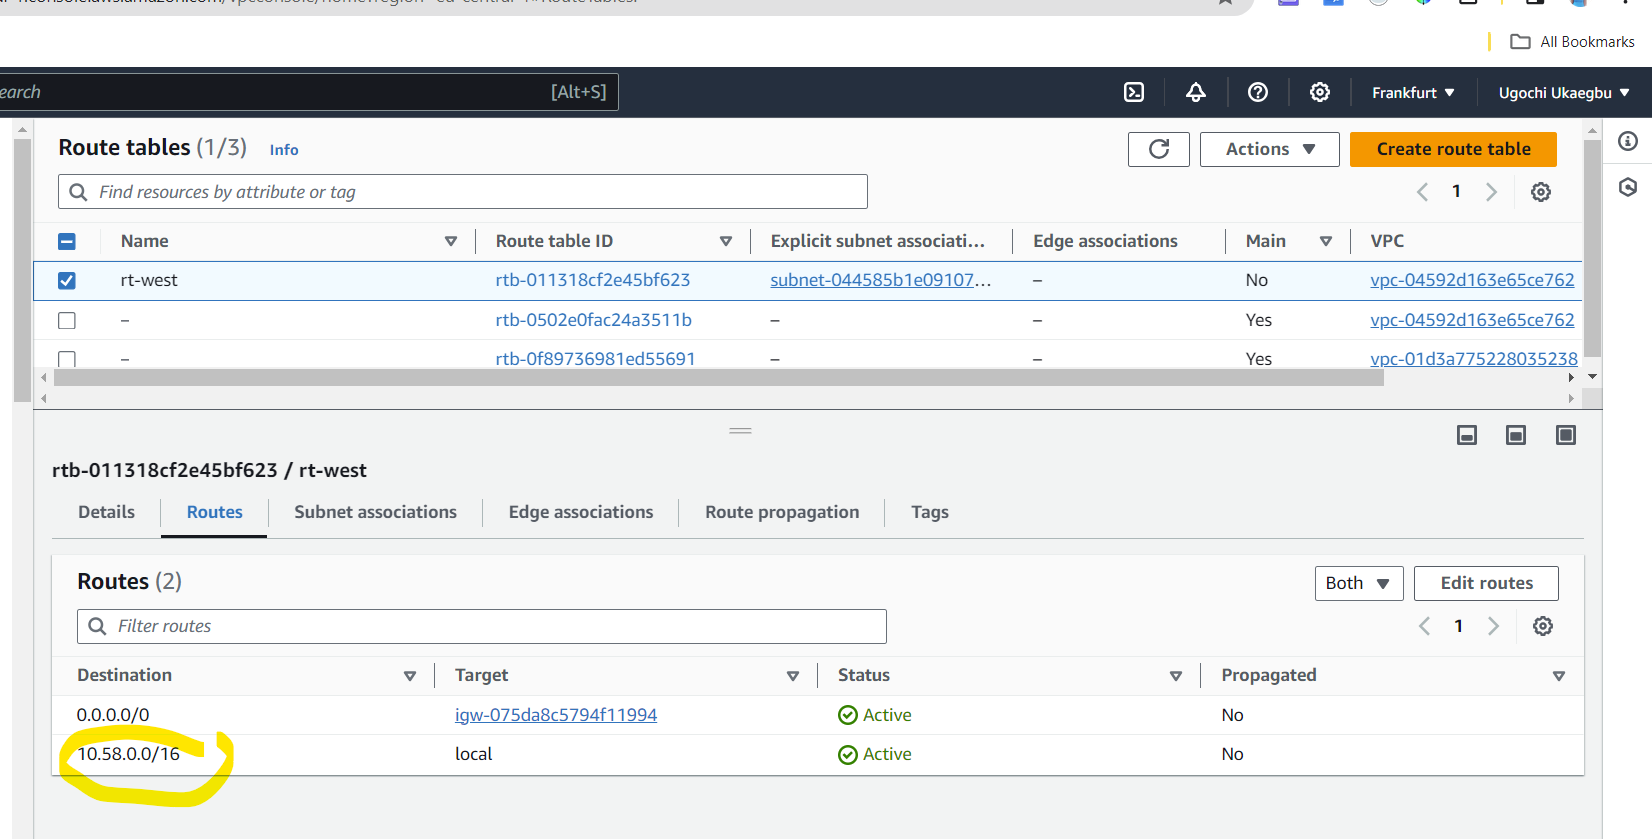 All Bookmarks
earch [Alt+S] Frankfurt Ugochi Ukaegbu
Route tables (1/3) Info Actions Create route table
Find resources by attribute or tag 1
Name Route table ID Explicit subnet associati... Edge associations Main VPC
rt-west rtb-011318cf2e45bf623 subnet-044585b1e09107... – No vpc-04592d163e65ce762
– rtb-0502e0fac24a3511b – – Yes vpc-04592d163e65ce762
– rtb-0f89736981ed55691 – – Yes vpc-01d3a775228035238
rtb-011318cf2e45bf623 / rt-west
Details Routes Subnet associations Edge associations Route propagation Tags
Routes (2) Both Edit routes
Filter routes 1
Destination Target Status Propagated
0.0.0.0/0 igw-075da8c5794f11994 Active No
10.58.0.0/16 local Active No